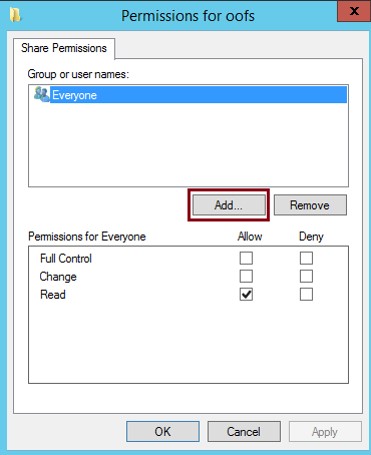 Permissions for oofs
x
Share Permissions
Group or user names:
Everyone
Add...
Remove
Permissions for Everyone Allow Deny
Full Control
Change
Read
OK Cancel Apply